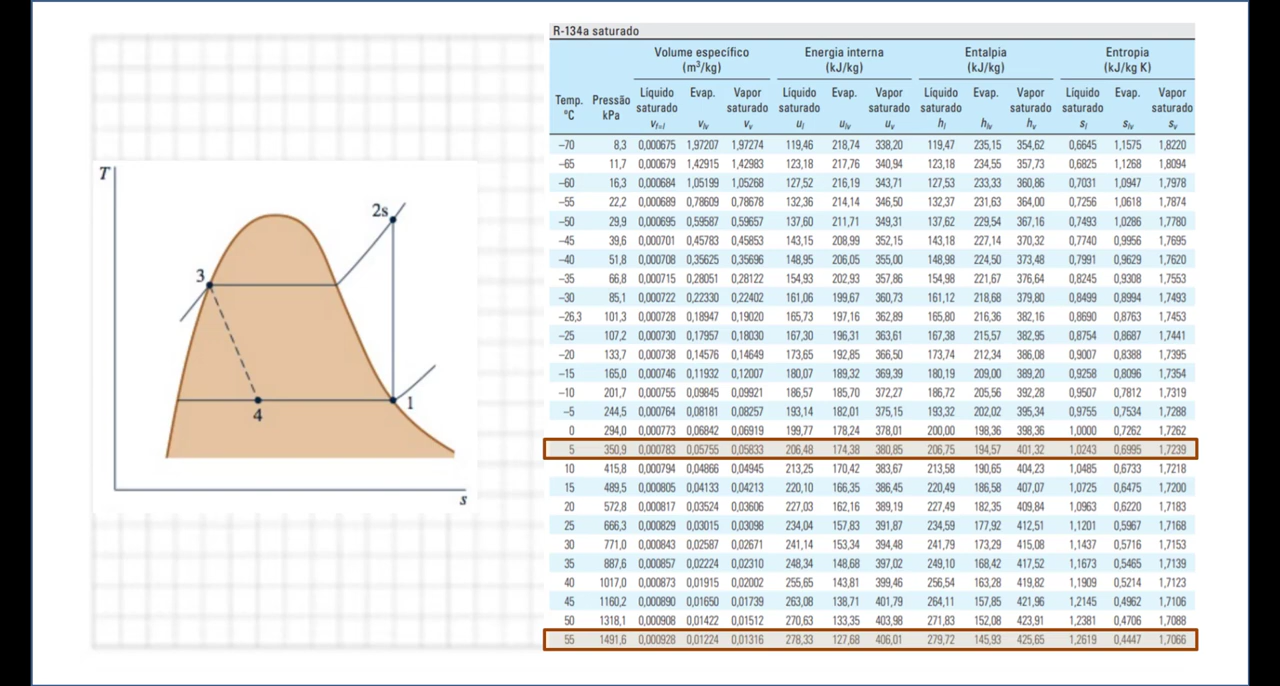 T
2s
3
4
1
s
R-134a saturado
Volume específico Energia interna Entalpia Entropia
(m³/kg) (kJ/kg) (kJ/kg) (kJ/kg K)
Líquido Evap. Vapor Líquido Evap. Vapor Líquido Evap. Vapor Líquido Evap. Vapor
Temp. Pressão saturado saturado saturado saturado saturado saturado saturado saturado
°C kPa v_lv v_v u_l u_lv u_v h_l h_lv h_v s_l s_lv s_v
−70 8,3 0,000675 1,97207 1,97274 119,46 218,74 338,20 119,47 235,15 354,62 0,6645 1,1575 1,8220
−65 11,7 0,000679 1,42915 1,42983 123,18 217,76 340,94 123,18 234,55 357,73 0,6825 1,1268 1,8094
−60 16,3 0,000684 1,05199 1,05268 127,52 216,19 343,71 127,53 233,33 360,86 0,7031 1,0947 1,7978
−55 22,2 0,000689 0,78609 0,78678 132,36 214,14 346,50 132,37 231,63 364,00 0,7256 1,0618 1,7874
−50 29,9 0,000695 0,59587 0,59657 137,60 211,71 349,31 137,62 229,54 367,16 0,7493 1,0286 1,7780
−45 39,6 0,000701 0,45783 0,45853 143,15 208,99 352,15 143,18 227,14 370,32 0,7740 0,9956 1,7695
−40 51,8 0,000708 0,35625 0,35696 148,95 206,05 355,00 148,98 224,50 373,48 0,7991 0,9629 1,7620
−35 66,8 0,000715 0,28051 0,28122 154,93 202,93 357,86 154,98 221,67 376,64 0,8245 0,9308 1,7553
−30 85,1 0,000722 0,22330 0,22402 161,06 199,67 360,73 161,12 218,68 379,80 0,8499 0,8994 1,7493
−26,3 101,3 0,000728 0,18947 0,19020 165,73 197,16 362,89 165,80 216,36 382,16 0,8690 0,8763 1,7453
−25 107,2 0,000730 0,17957 0,18030 167,30 196,31 363,61 167,38 215,57 382,95 0,8754 0,8687 1,7441
−20 133,7 0,000738 0,14576 0,14649 173,65 192,85 366,50 173,74 212,34 386,08 0,9007 0,8388 1,7395
−15 165,0 0,000746 0,11932 0,12007 180,07 189,32 369,39 180,19 209,00 389,20 0,9258 0,8096 1,7354
−10 201,7 0,000755 0,09845 0,09921 186,57 185,70 372,27 186,72 205,56 392,28 0,9507 0,7812 1,7319
−5 244,5 0,000764 0,08181 0,08257 193,14 182,01 375,15 193,32 202,02 395,34 0,9755 0,7534 1,7288
0 294,0 0,000773 0,06842 0,06919 199,77 178,24 378,01 200,00 198,36 398,36 1,0000 0,7262 1,7262
5 350,9 0,000783 0,05755 0,05833 206,48 174,38 380,85 206,75 194,57 401,32 1,0243 0,6995 1,7239
10 415,8 0,000794 0,04866 0,04945 213,25 170,42 383,67 213,58 190,65 404,23 1,0485 0,6733 1,7218
15 489,5 0,000805 0,04133 0,04213 220,10 166,35 386,45 220,49 186,58 407,07 1,0725 0,6475 1,7200
20 572,8 0,000817 0,03524 0,03606 227,03 162,16 389,19 227,49 182,35 409,84 1,0963 0,6220 1,7183
25 666,3 0,000829 0,03015 0,03098 234,04 157,83 391,87 234,59 177,92 412,51 1,1201 0,5967 1,7168
30 771,0 0,000843 0,02587 0,02671 241,14 153,34 394,48 241,79 173,29 415,08 1,1437 0,5716 1,7153
35 887,6 0,000857 0,02224 0,02310 248,34 148,68 397,02 249,10 168,42 417,52 1,1673 0,5465 1,7139
40 1017,0 0,000873 0,01915 0,02002 255,65 143,81 399,46 256,54 163,28 419,82 1,1909 0,5214 1,7123
45 1160,2 0,000890 0,01650 0,01739 263,08 138,71 401,79 264,11 157,85 421,96 1,2145 0,4962 1,7106
50 1318,1 0,000908 0,01422 0,01512 270,63 133,35 403,98 271,83 152,08 423,91 1,2381 0,4706 1,7088
55 1491,6 0,000928 0,01224 0,01316 278,33 127,68 406,01 279,72 145,93 425,65 1,2619 0,4447 1,7066